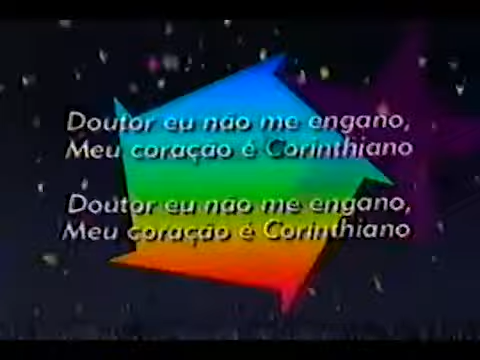 Doutor eu não me engano,
Meu coração é Corinthiano
Doutor eu não me engano,
Meu coração é Corinthiano